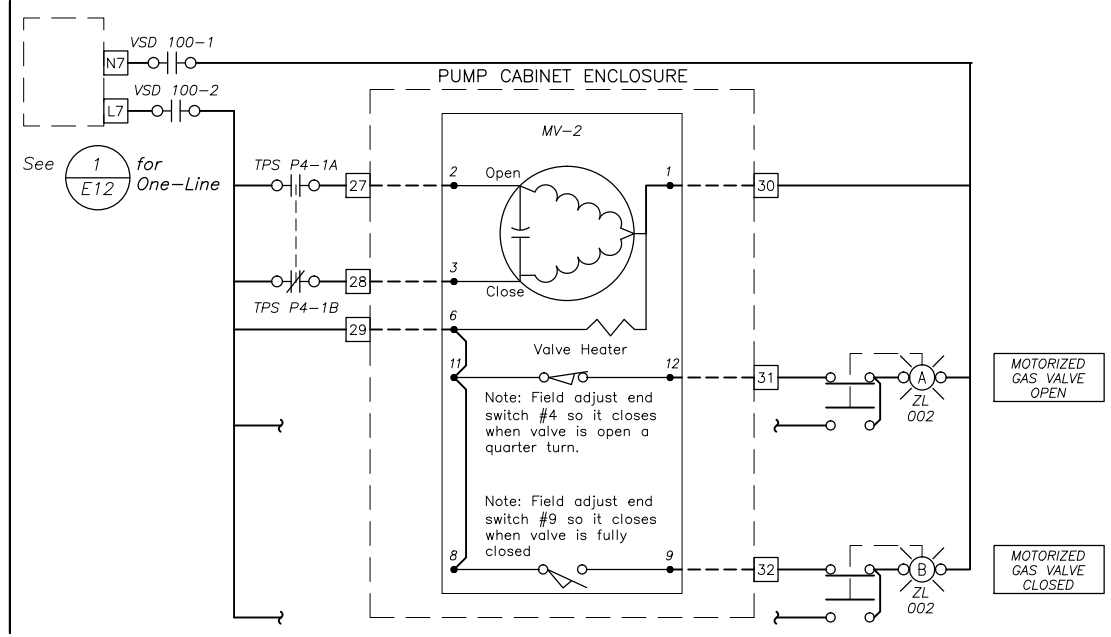 VSD 100-1
N7
PUMP CABINET ENCLOSURE
VSD 100-2
L7
MV-2
See
1
E12
for
One-Line
TPS P4-1A
27
2
Open
1
30
3
28
Close
TPS P4-1B
29
6
Valve Heater
11
12
31
A
ZL
002
MOTORIZED
GAS VALVE
OPEN
Note: Field adjust end
switch #4 so it closes
when valve is open a
quarter turn.
Note: Field adjust end
switch #9 so it closes
when valve is fully
closed
8
9
32
B
ZL
002
MOTORIZED
GAS VALVE
CLOSED